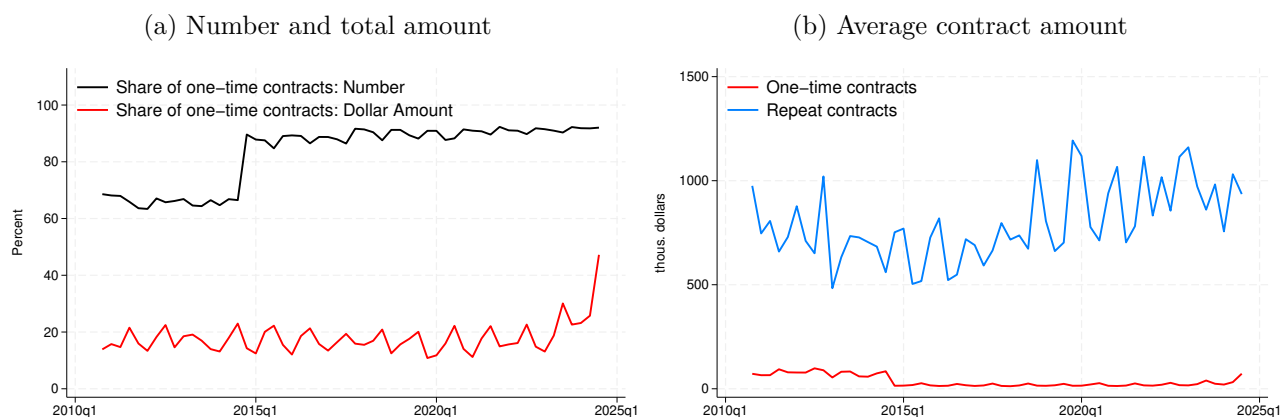 (a) Number and total amount
Share of one−time contracts: Number
Share of one−time contracts: Dollar Amount
100
80
60
40
20
0
Percent
2010q1 2015q1 2020q1 2025q1
(b) Average contract amount
One−time contracts
Repeat contracts
1500
1000
500
0
thous. dollars
2010q1 2015q1 2020q1 2025q1